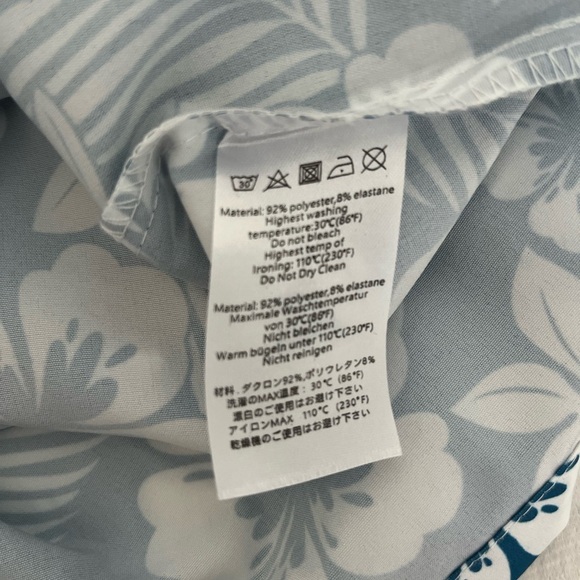 30°
Material: 92% polyester,8% elastane
Highest washing
temperature:30℃(86°F)
Do not bleach
Highest temp of
Ironing: 110℃(230°F)
Do Not Dry Clean
Material: 92% polyester,8% elastane
Maximale Waschtemperatur
von 30℃(86°F)
Nicht bleichen
Warm bügeln unter 110℃(230°F)
Nicht reinigen
材料．ダクロン92%,ポリウレタン8%
洗濯のMAX温度：30℃（86°F）
漂白のご使用はお避け下さい
アイロンMAX 110℃（230°F）
乾燥機のご使用はお避け下さい